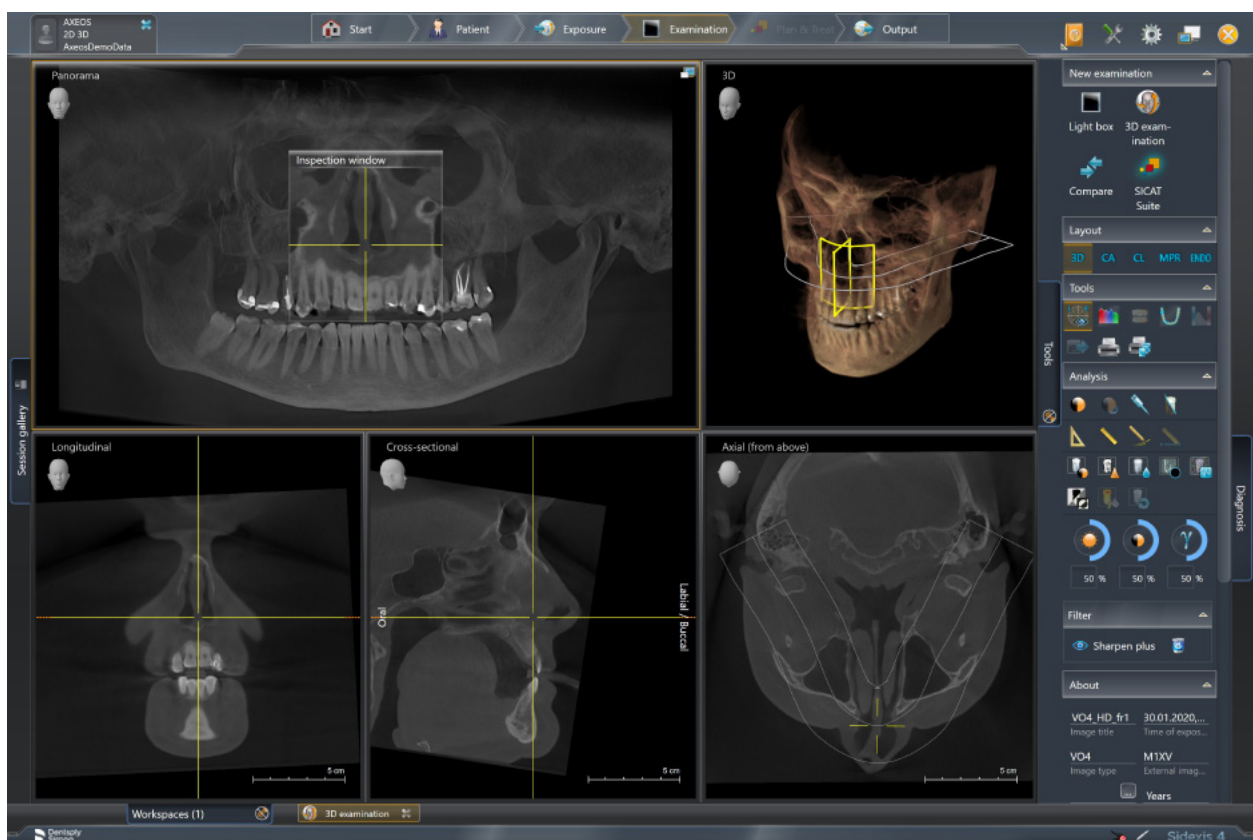 AXEOS
2D 3D
AxeosDemoData
Start
Patient
Exposure
Examination
Plan & Treat
Output
Panorama
Inspection window
3D
New examination
Light box
3D exam-
ination
Compare
SICAT
Suite
Layout
3D CA CL MPR ENDO
Tools
Tools
Analysis
Session gallery
Diagnosis
50 % 50 % 50 %
Filter
Sharpen plus
About
VO4_HD_fr1 30.01.2020,...
Image title Time of expos...
VO4 M1XV
Image type External imag...
Years
Longitudinal
5 cm
Cross-sectional
Oral
Labial / Buccal
5 cm
Axial (from above)
5 cm
Workspaces (1)
3D examination
Dentsply
Sirona
Sidexis 4